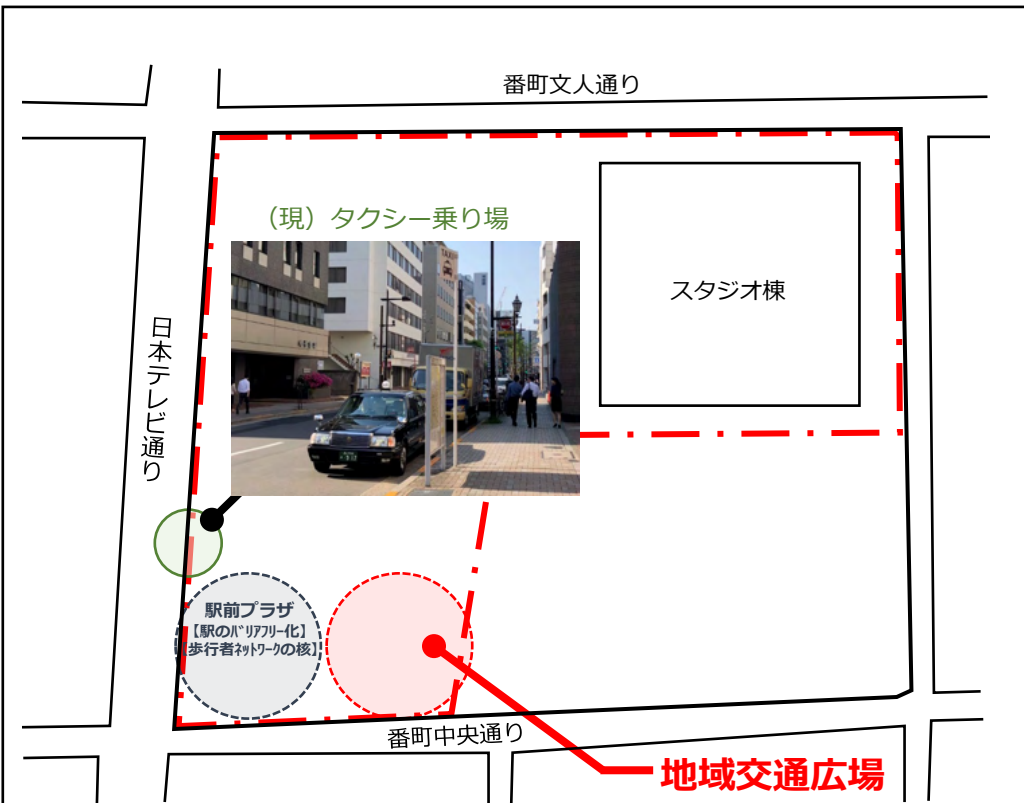 番町文人通り
（現）タクシー乗り場
TAXI
スタジオ棟
日本テレビ通り
駅前プラザ
【駅のバリアフリー化】
【歩行者ネットワークの核】
番町中央通り
地域交通広場